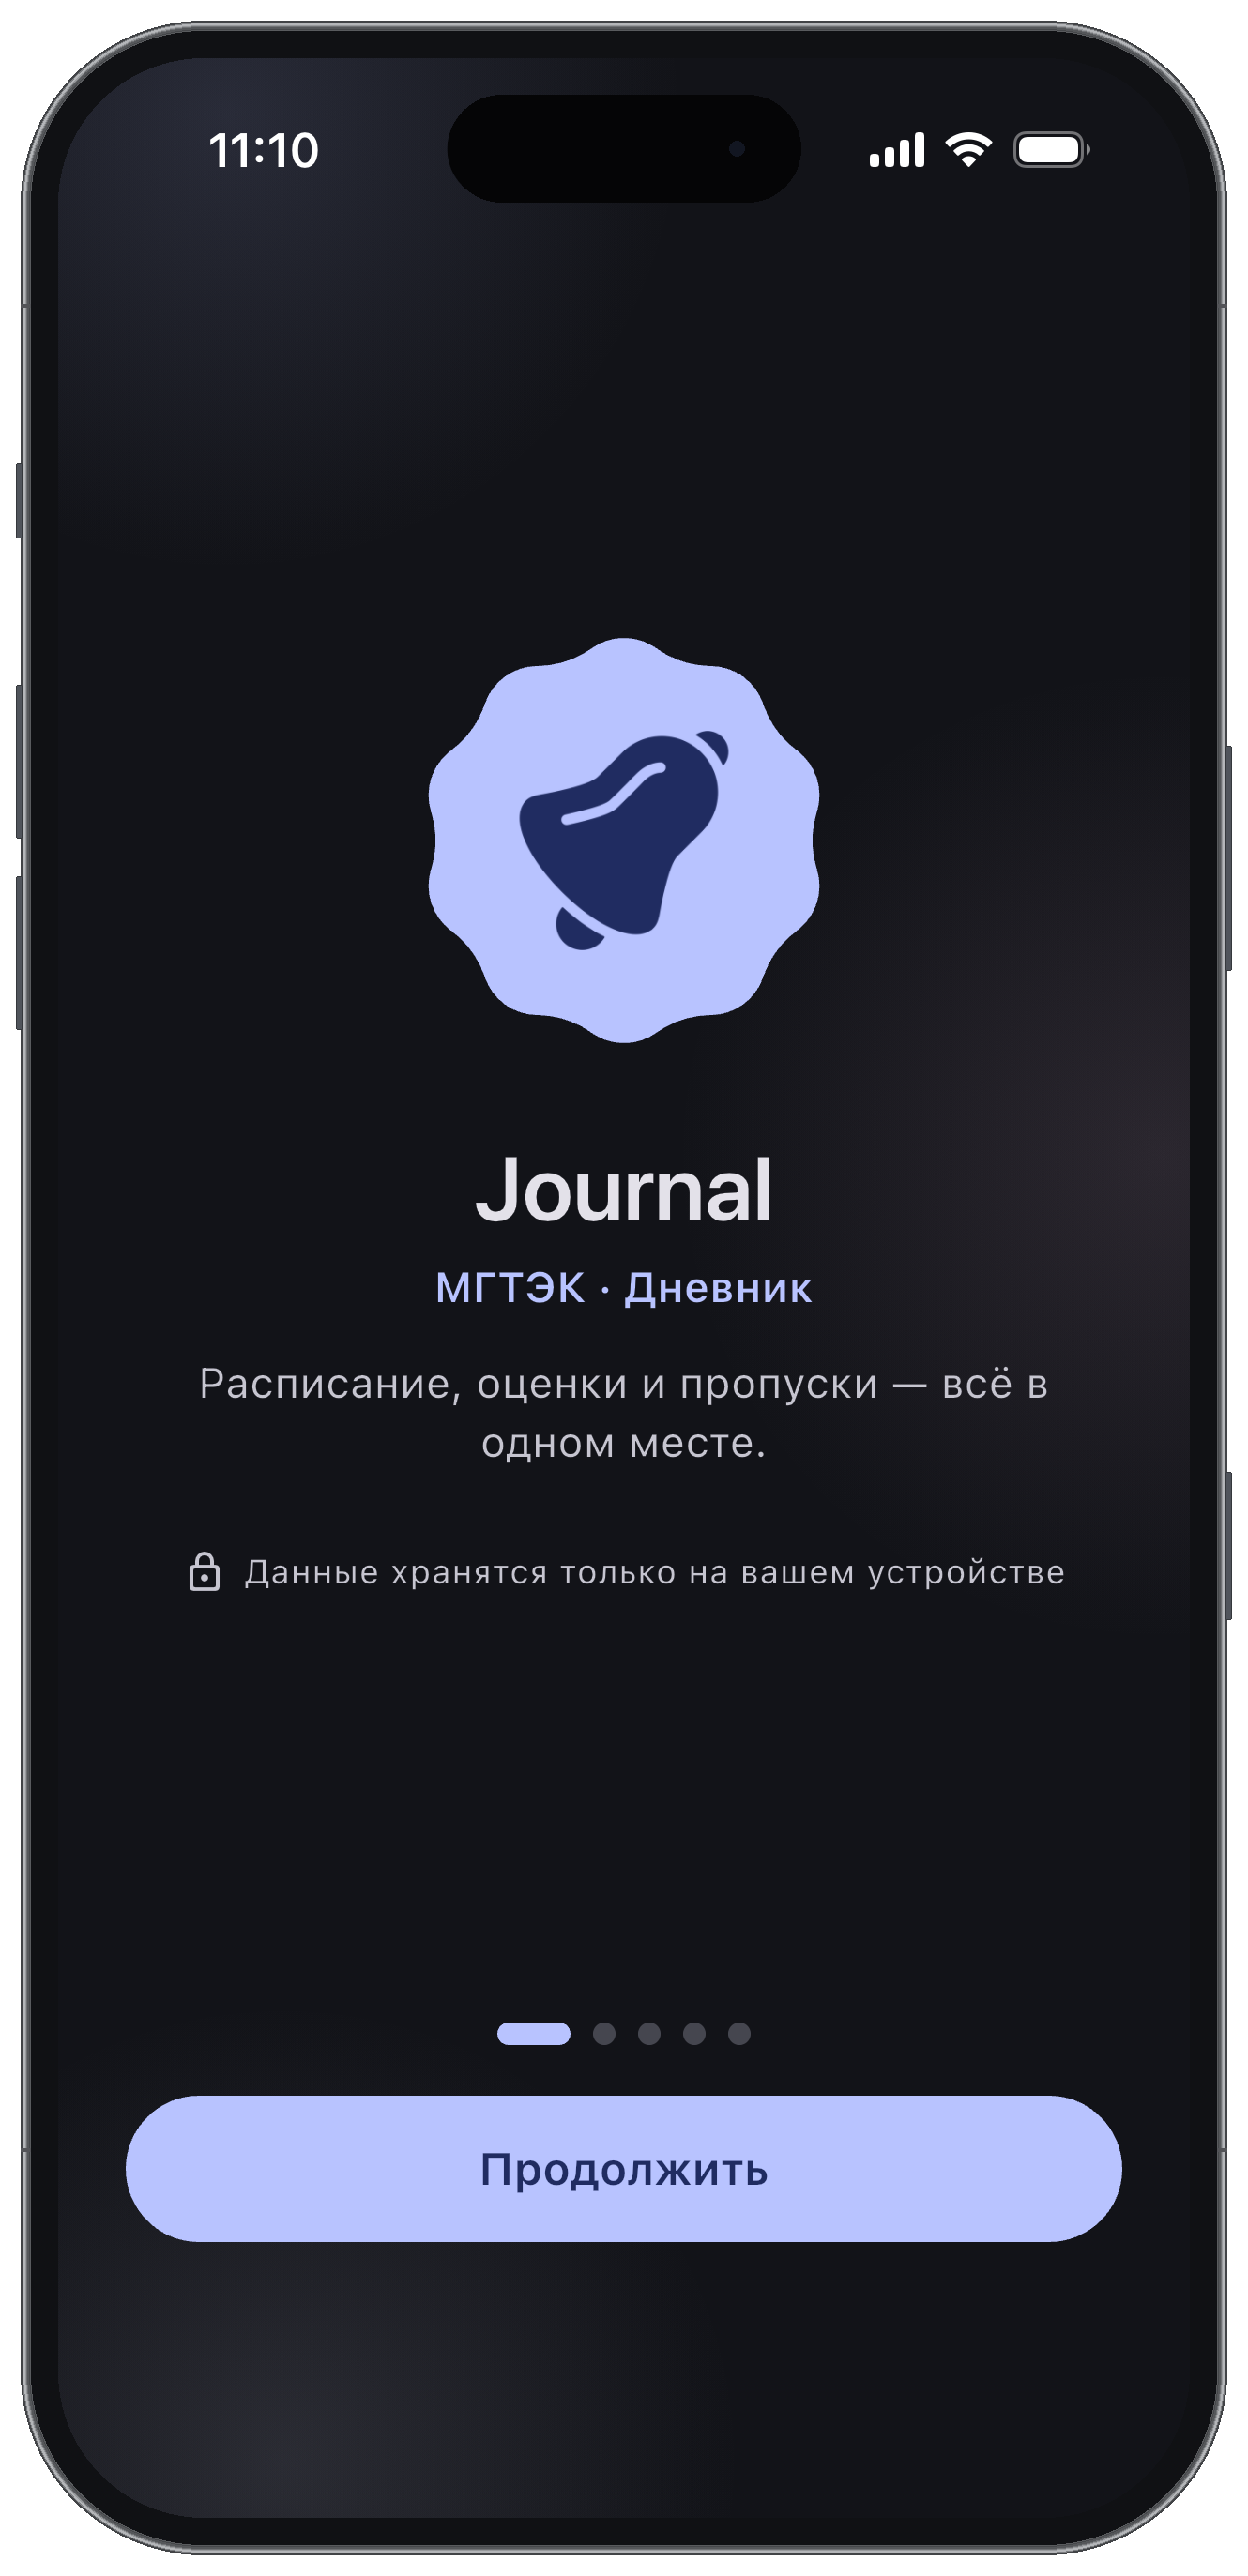 11:10
Journal
МГТЭК · Дневник
Расписание, оценки и пропуски — всё в
одном месте.
Данные хранятся только на вашем устройстве
Продолжить